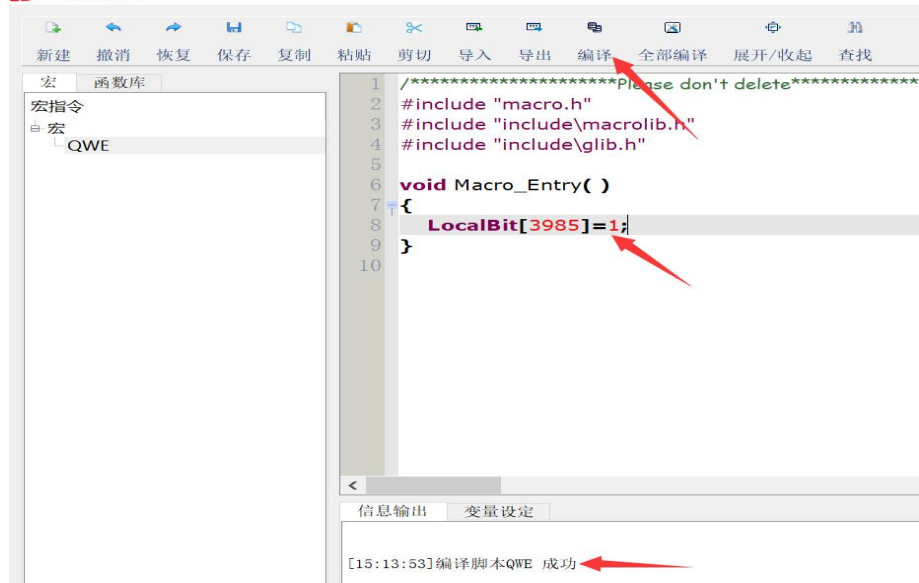 新建 撤消 恢复 保存 复制 粘贴 剪切 导入 导出 编译 全部编译 展开/收起 查找
宏 函数库
宏指令
宏
QWE
1 /*********************Please don't delete*************
2 #include "macro.h"
3 #include "include\macrolib.h"
4 #include "include\glib.h"
5
6 void Macro_Entry( )
7 {
8 LocalBit[3985]=1;
9 }
10
信息输出 变量设定
[15:13:53]编译脚本QWE 成功